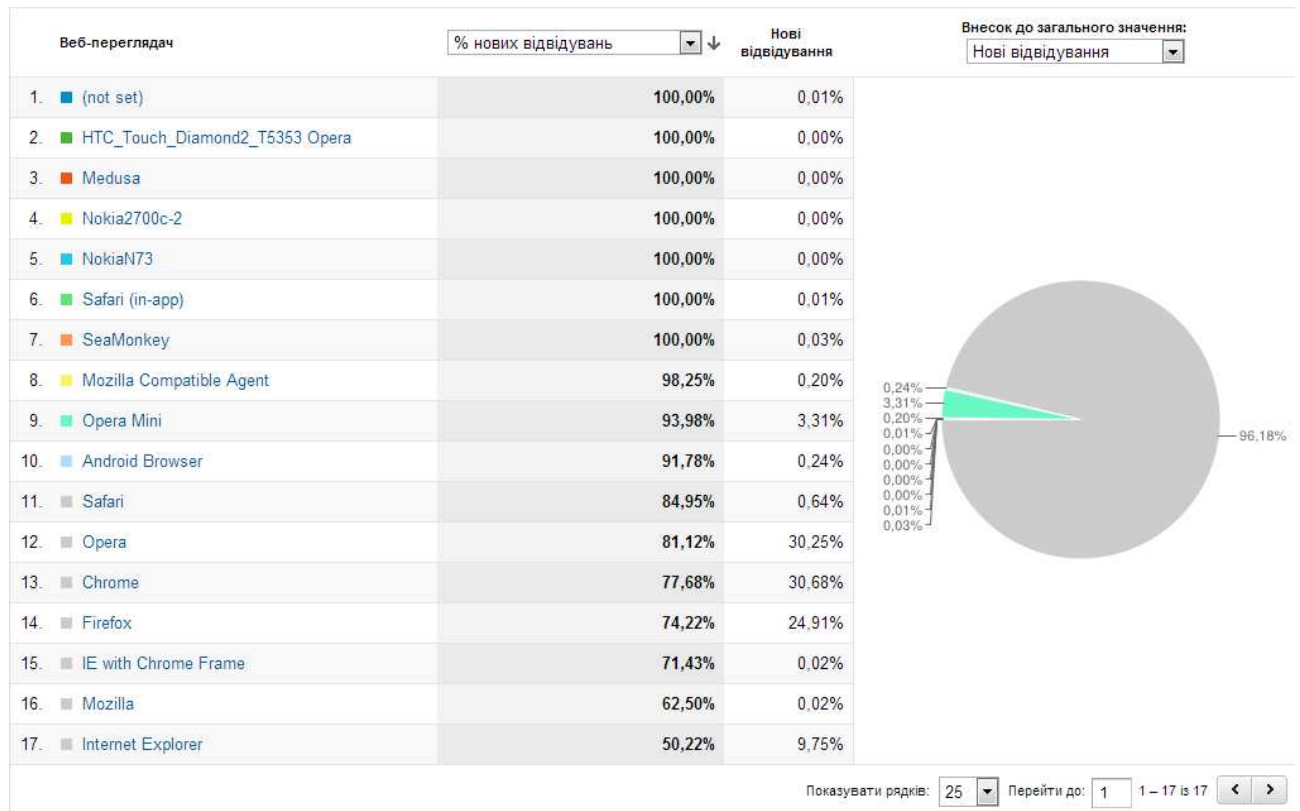 Веб-переглядач % нових відвідувань Нові відвідування Внесок до загального значення:
Нові відвідування
1. (not set) 100,00% 0,01%
2. HTC_Touch_Diamond2_T5353 Opera 100,00% 0,00%
3. Medusa 100,00% 0,00%
4. Nokia2700c-2 100,00% 0,00%
5. NokiaN73 100,00% 0,00%
6. Safari (in-app) 100,00% 0,01%
7. SeaMonkey 100,00% 0,03%
8. Mozilla Compatible Agent 98,25% 0,20%
9. Opera Mini 93,98% 3,31%
10. Android Browser 91,78% 0,24%
11. Safari 84,95% 0,64%
12. Opera 81,12% 30,25%
13. Chrome 77,68% 30,68%
14. Firefox 74,22% 24,91%
15. IE with Chrome Frame 71,43% 0,02%
16. Mozilla 62,50% 0,02%
17. Internet Explorer 50,22% 9,75%
0,24%
3,31%
0,20%
0,01%
0,00%
0,00%
0,00%
0,00%
0,01%
0,03%
96,18%
Показувати рядків: 25 Перейти до: 1 1 – 17 із 17